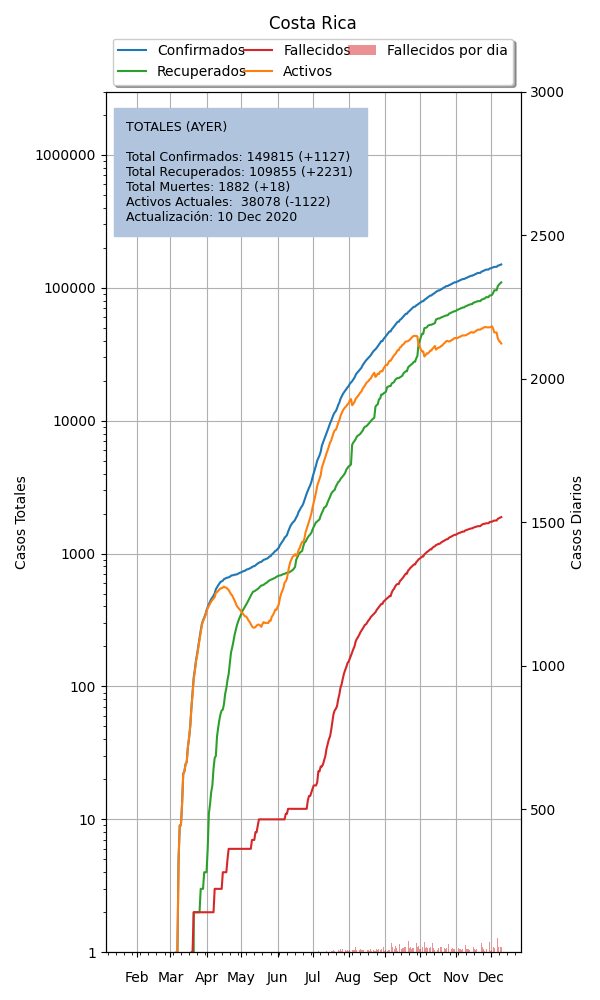 Costa Rica
Confirmados Fallecidos Fallecidos por dia
Recuperados Activos
TOTALES (AYER)
Total Confirmados: 149815 (+1127)
Total Recuperados: 109855 (+2231)
Total Muertes: 1882 (+18)
Activos Actuales:  38078 (-1122)
Actualización: 10 Dec 2020
Casos Totales
1000000
100000
10000
1000
100
10
1
3000
2500
2000
1500
1000
500
Casos Diarios
Feb Mar Apr May Jun Jul Aug Sep Oct Nov Dec